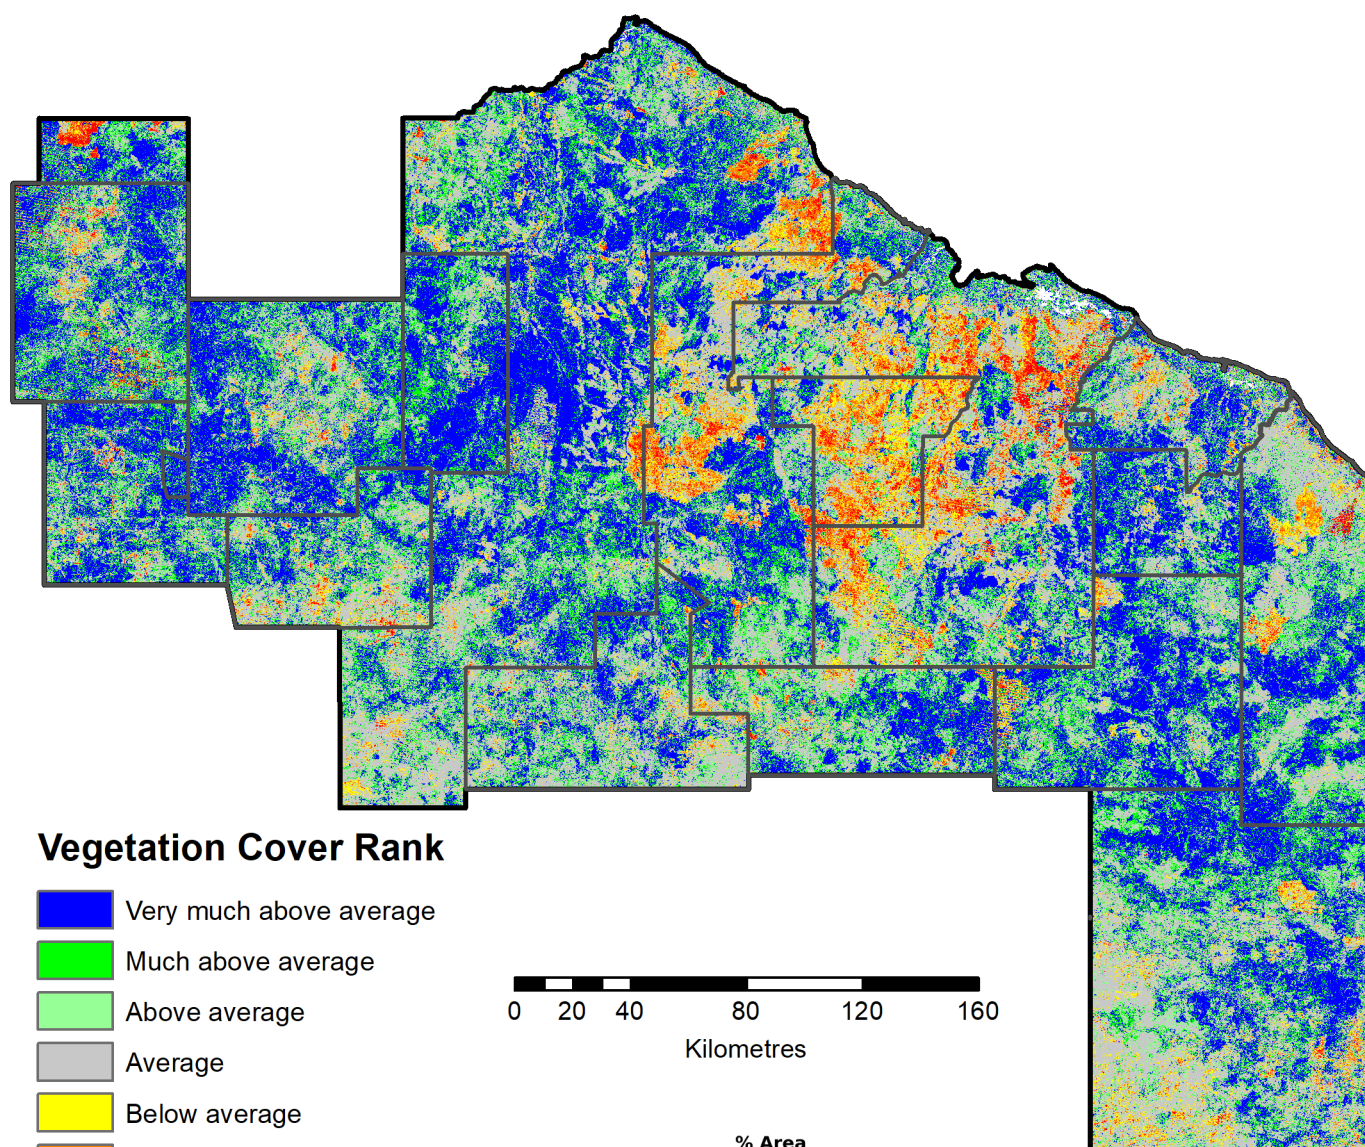 Vegetation Cover Rank
Very much above average
Much above average
Above average
Average
Below average
0 20 40 80 120 160
Kilometres
% Area